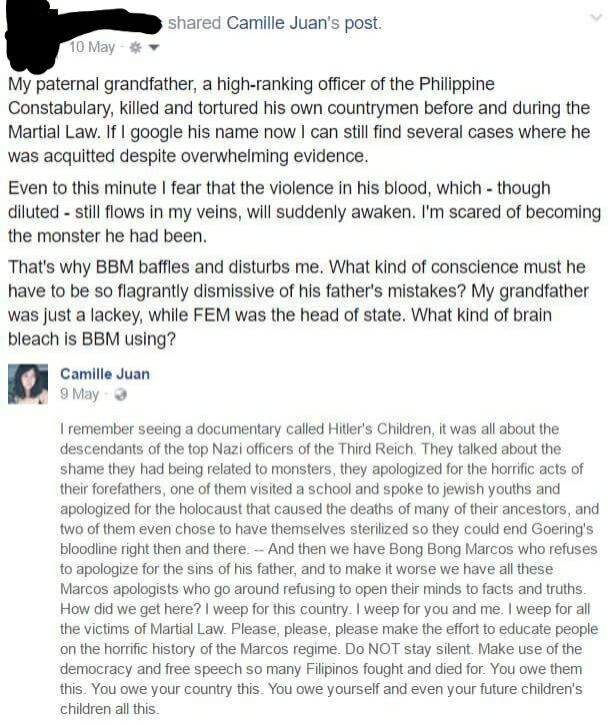 shared Camille Juan's post.
10 May
My paternal grandfather, a high-ranking officer of the Philippine
Constabulary, killed and tortured his own countrymen before and during the
Martial Law. If I google his name now I can still find several cases where he
was acquitted despite overwhelming evidence.
Even to this minute I fear that the violence in his blood, which - though
diluted - still flows in my veins, will suddenly awaken. I'm scared of becoming
the monster he had been.
That's why BBM baffles and disturbs me. What kind of conscience must he
have to be so flagrantly dismissive of his father's mistakes? My grandfather
was just a lackey, while FEM was the head of state. What kind of brain
bleach is BBM using?
Camille Juan
9 May
I remember seeing a documentary called Hitler's Children, it was all about the
descendants of the top Nazi officers of the Third Reich. They talked about the
shame they had being related to monsters, they apologized for the horrific acts of
their forefathers, one of them visited a school and spoke to jewish youths and
apologized for the holocaust that caused the deaths of many of their ancestors, and
two of them even chose to have themselves sterilized so they could end Goering's
bloodline right then and there. -- And then we have Bong Bong Marcos who refuses
to apologize for the sins of his father, and to make it worse we have all these
Marcos apologists who go around refusing to open their minds to facts and truths.
How did we get here? I weep for this country. I weep for you and me. I weep for all
the victims of Martial Law. Please, please, please make the effort to educate people
on the horrific history of the Marcos regime. Do NOT stay silent. Make use of the
democracy and free speech so many Filipinos fought and died for. You owe them
this. You owe your country this. You owe yourself and even your future children's
children all this.